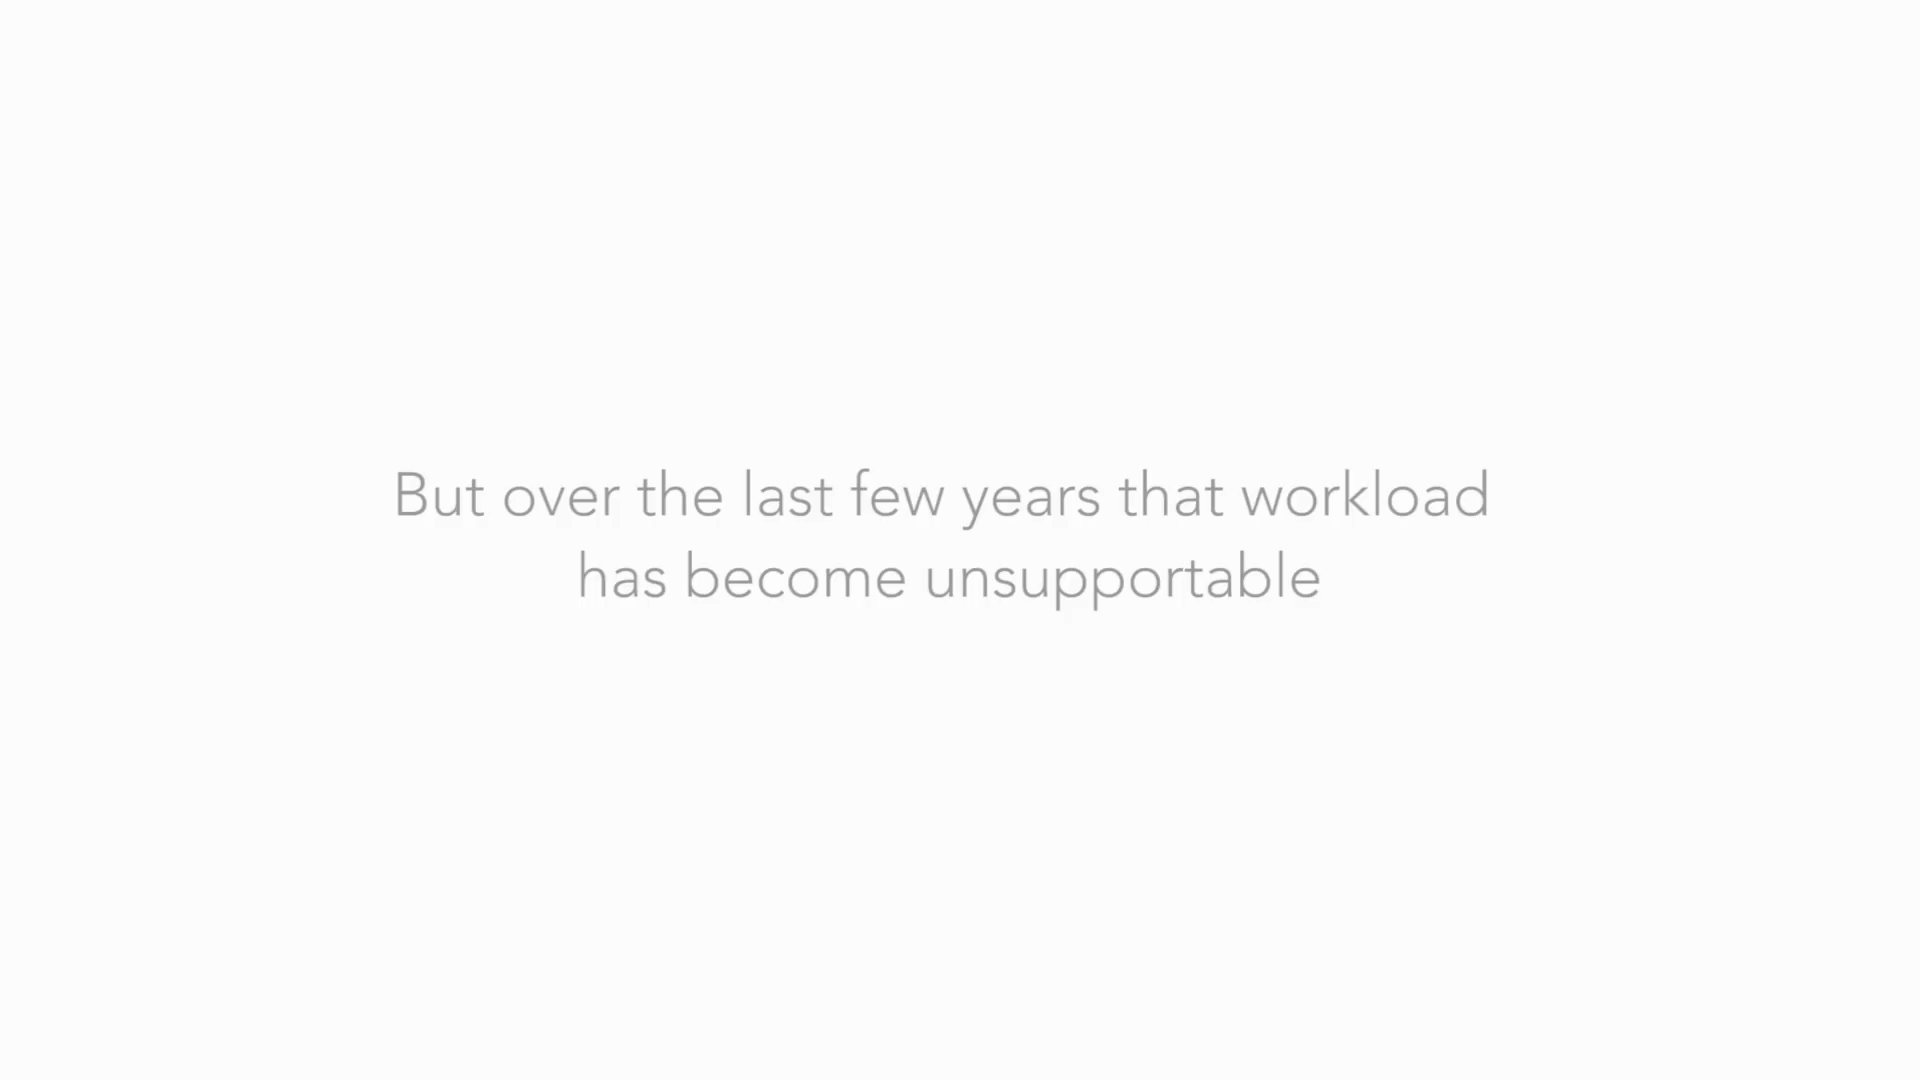 But over the last few years that workload
has become unsupportable